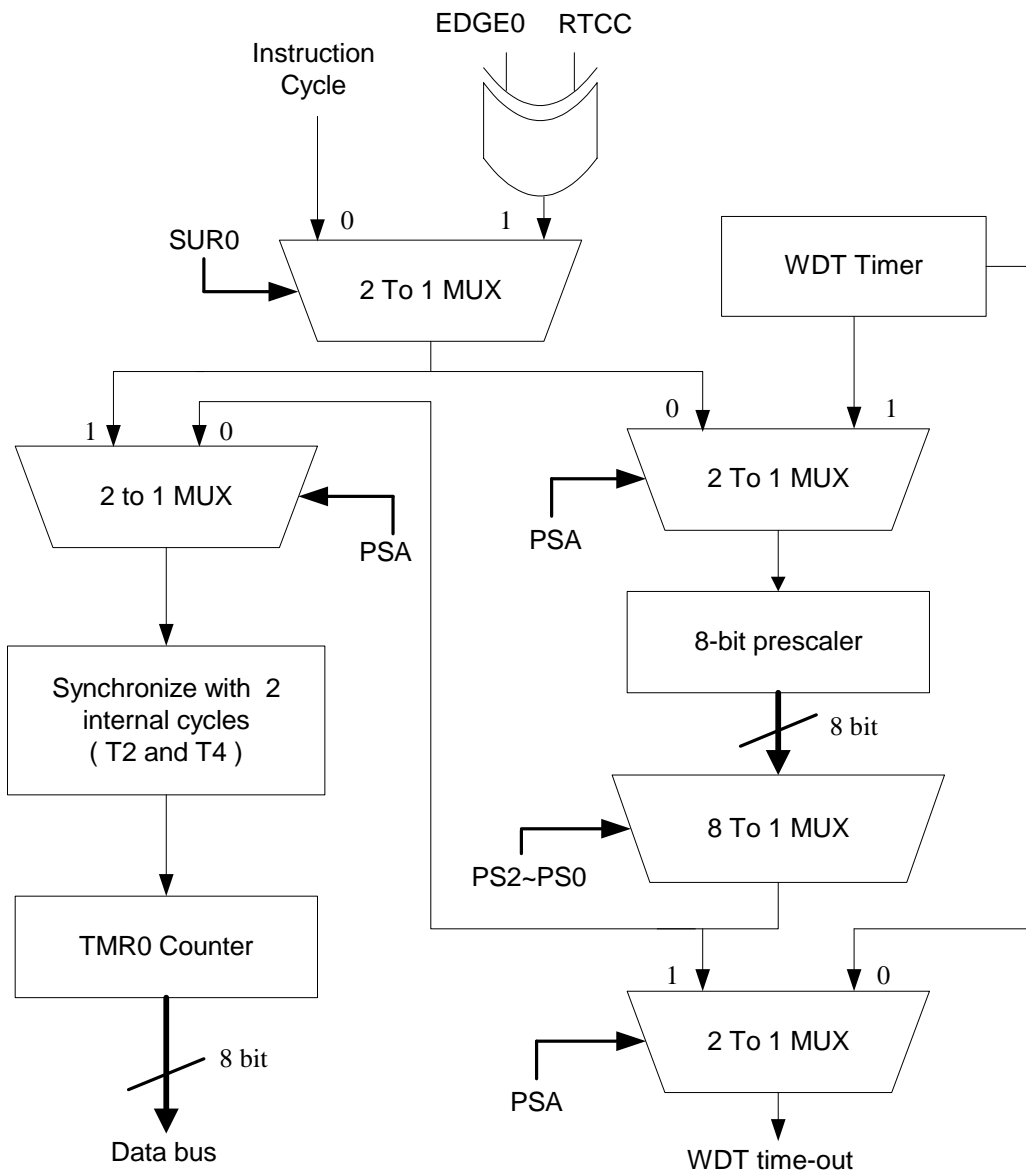 EDGE0 RTCC
Instruction
Cycle
0 1
SUR0
2 To 1 MUX
WDT Timer
1 0
0 1
2 to 1 MUX
2 To 1 MUX
PSA
PSA
8-bit prescaler
Synchronize with 2
internal cycles
( T2 and T4 )
8 bit
8 To 1 MUX
PS2~PS0
TMR0 Counter
1 0
2 To 1 MUX
8 bit
PSA
Data bus
WDT time-out